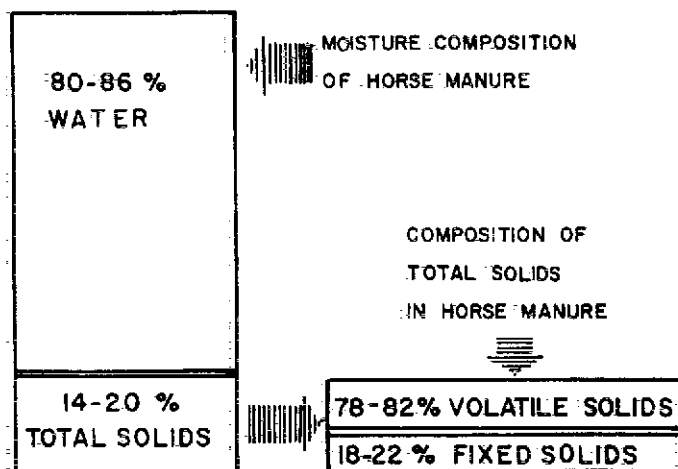 80-86 %
WATER
MOISTURE COMPOSITION
OF HORSE MANURE
COMPOSITION OF
TOTAL SOLIDS
IN HORSE MANURE
14-20 %
TOTAL SOLIDS
78-82% VOLATILE SOLIDS
18-22 % FIXED SOLIDS